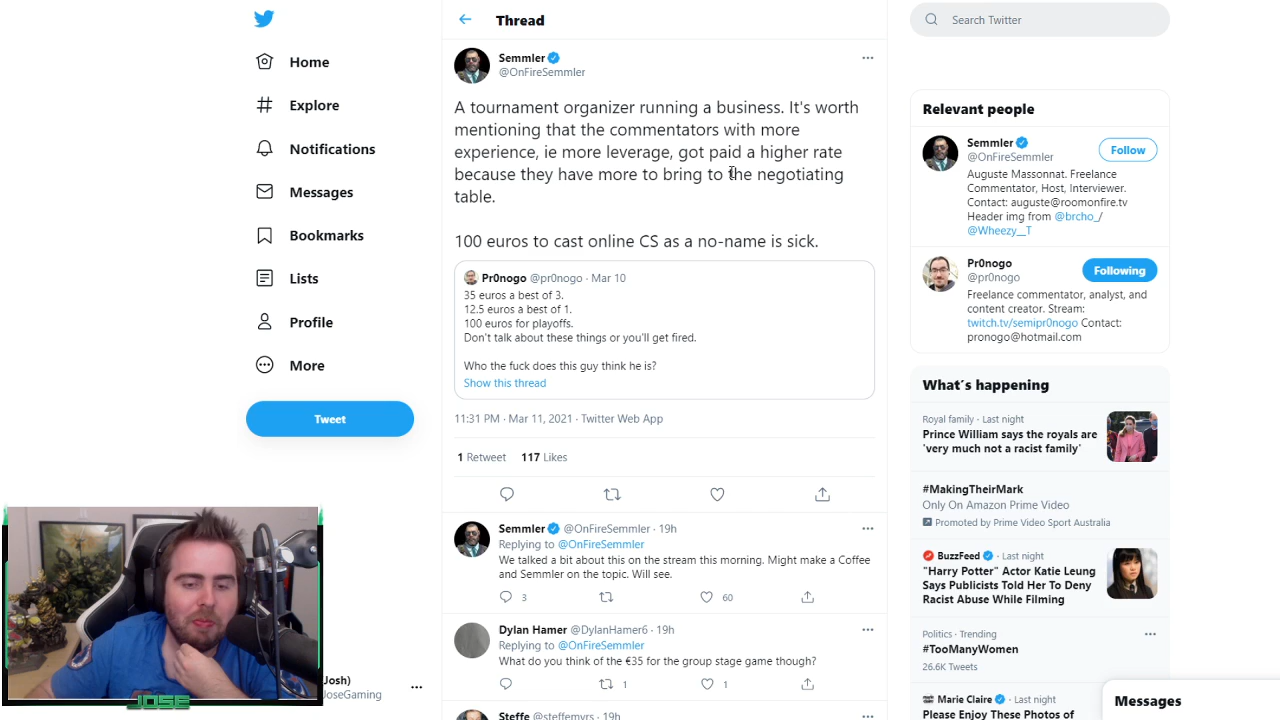 Home
Explore
Notifications
Messages
Bookmarks
Lists
Profile
More
Tweet
Josh)
JoseGaming
JOSE
Thread
Semmler
@OnFireSemmler
A tournament organizer running a business. It's worth
mentioning that the commentators with more
experience, ie more leverage, got paid a higher rate
because they have more to bring to the negotiating
table.
100 euros to cast online CS as a no-name is sick.
Pr0nogo @pr0nogo · Mar 10
35 euros a best of 3.
12.5 euros a best of 1.
100 euros for playoffs.
Don't talk about these things or you'll get fired.
Who the fuck does this guy think he is?
Show this thread
11:31 PM · Mar 11, 2021 · Twitter Web App
1 Retweet 117 Likes
Semmler @OnFireSemmler · 19h
Replying to @OnFireSemmler
We talked a bit about this on the stream this morning. Might make a Coffee
and Semmler on the topic. Will see.
3 60
Dylan Hamer @DylanHamer6 · 19h
Replying to @OnFireSemmler
What do you think of the €35 for the group stage game though?
1 1
Steffe @steffemvrs · 19h
Search Twitter
Relevant people
Semmler
@OnFireSemmler
Follow
Auguste Massonnat. Freelance
Commentator, Host, Interviewer.
Contact: auguste@roomonfire.tv
Header img from @brcho_/
@Wheezy__T
Pr0nogo
@pr0nogo
Following
Freelance commentator, analyst, and
content creator. Stream:
twitch.tv/semipr0nogo Contact:
pronogo@hotmail.com
What's happening
Royal family · Last night
Prince William says the royals are
'very much not a racist family'
#MakingTheirMark
Only On Amazon Prime Video
Promoted by Prime Video Sport Australia
BuzzFeed · Last night
"Harry Potter" Actor Katie Leung
Says Publicists Told Her To Deny
Racist Abuse While Filming
Politics · Trending
#TooManyWomen
26.6K Tweets
Marie Claire · Last night
Please Enjoy These Photos of
Messages